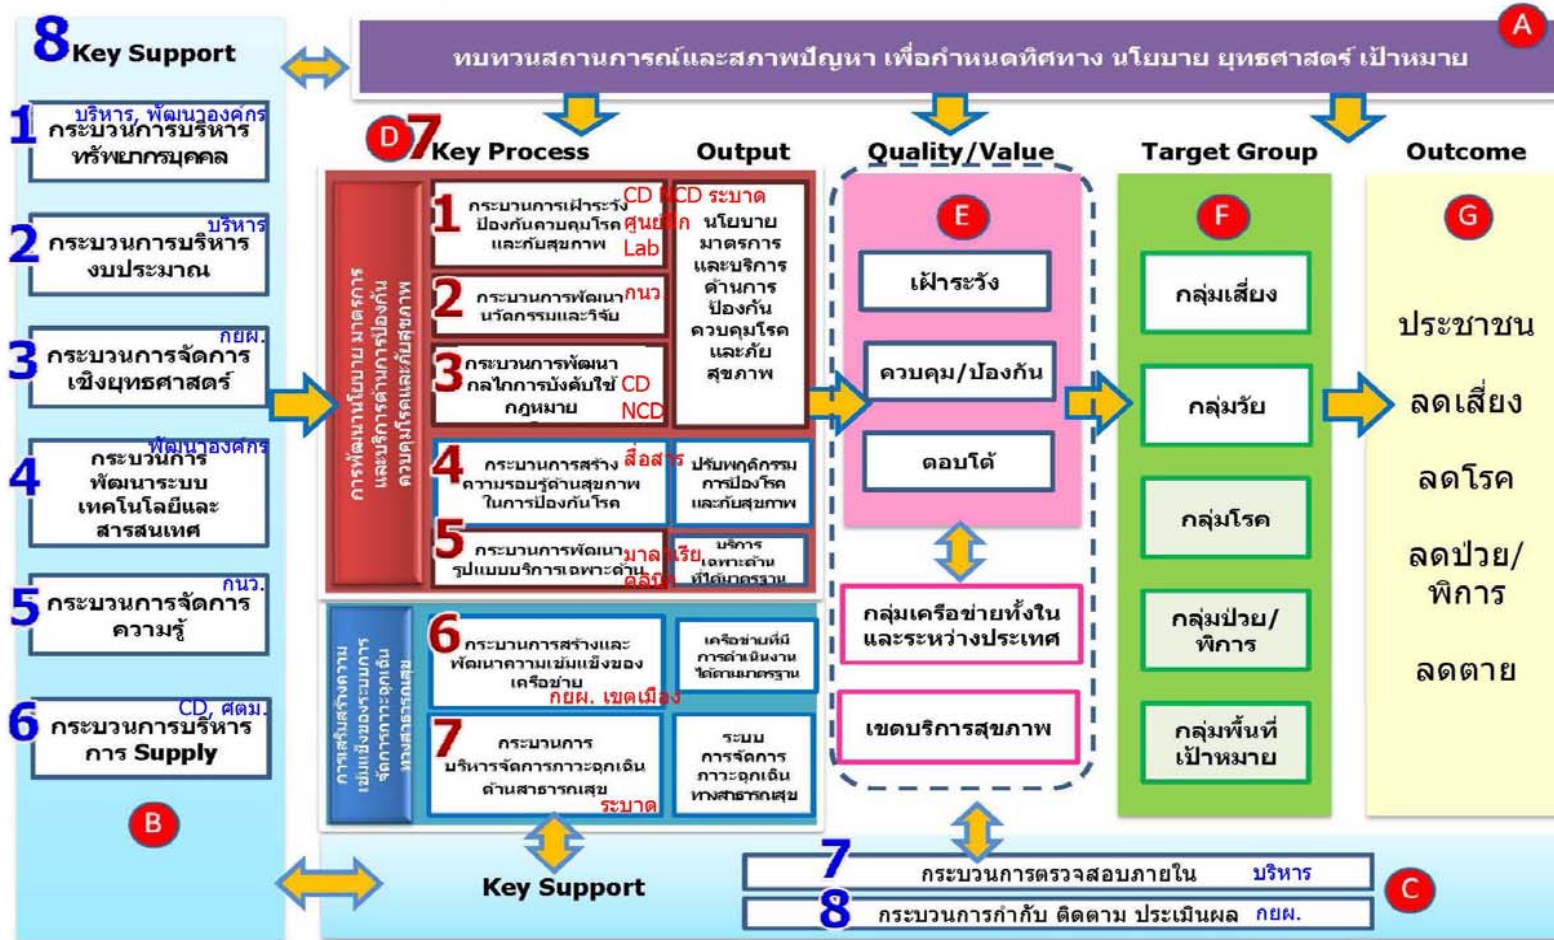 A
ทบทวนสถานการณ์และสภาพปัญหา เพื่อกำหนดทิศทาง นโยบาย ยุทธศาสตร์ เป้าหมาย
8
Key Support
บริหาร, พัฒนาองค์กร
1
กระบวนการบริหาร
ทรัพยากรบุคคล
บริหาร
2
กระบวนการบริหาร
งบประมาณ
กยผ.
3
กระบวนการจัดการ
เชิงยุทธศาสตร์
พัฒนาองค์กร
4
กระบวนการ
พัฒนาระบบ
เทคโนโลยีและ
สารสนเทศ
กนว.
5
กระบวนการจัดการ
ความรู้
CD, ศตม.
6
กระบวนการบริหาร
การ Supply
B
D
7
Key Process
Output
Quality/Value
Target Group
Outcome
การพัฒนานโยบาย มาตรการ
และบริการด้านการป้องกัน
ควบคุมโรคและภัยสุขภาพ
1
กระบวนการเฝ้าระวัง
ป้องกันควบคุมโรค
และภัยสุขภาพ
CD NCD ระบาด
ศูนย์ฝึก
Lab
2
กระบวนการพัฒนา
นวัตกรรมและวิจัย
กนว.
3
กระบวนการพัฒนา
กลไกการบังคับใช้
กฎหมาย
CD
NCD
นโยบาย
มาตรการ
และบริการ
ด้านการ
ป้องกัน
ควบคุมโรค
และภัย
สุขภาพ
4
กระบวนการสร้าง
ความรอบรู้ด้านสุขภาพ
ในการป้องกันโรค
สื่อสาร
ปรับพฤติกรรม
การป้องโรค
และภัยสุขภาพ
5
กระบวนการพัฒนา
รูปแบบบริการเฉพาะด้าน
มาลาเรีย
คลินิก
บริการ
เฉพาะด้าน
ที่ได้มาตรฐาน
การเสริมสร้างความ
เข้มแข็งของระบบการ
จัดการภาวะฉุกเฉิน
ทางสาธารณสุข
6
กระบวนการสร้างและ
พัฒนาความเข้มแข็งของ
เครือข่าย
กยผ. เขตเมือง
เครือข่ายที่มี
การดำเนินงาน
ได้ตามมาตรฐาน
7
กระบวนการ
บริหารจัดการภาวะฉุกเฉิน
ด้านสาธารณสุข
ระบาด
ระบบ
การจัดการ
ภาวะฉุกเฉิน
ทางสาธารณสุข
E
เฝ้าระวัง
ควบคุม/ป้องกัน
ตอบโต้
กลุ่มเครือข่ายทั้งใน
และระหว่างประเทศ
เขตบริการสุขภาพ
F
กลุ่มเสี่ยง
กลุ่มวัย
กลุ่มโรค
กลุ่มป่วย/
พิการ
กลุ่มพื้นที่
เป้าหมาย
G
ประชาชน
ลดเสี่ยง
ลดโรค
ลดป่วย/
พิการ
ลดตาย
Key Support
7
กระบวนการตรวจสอบภายใน บริหาร
8
กระบวนการกำกับ ติดตาม ประเมินผล กยผ.
C